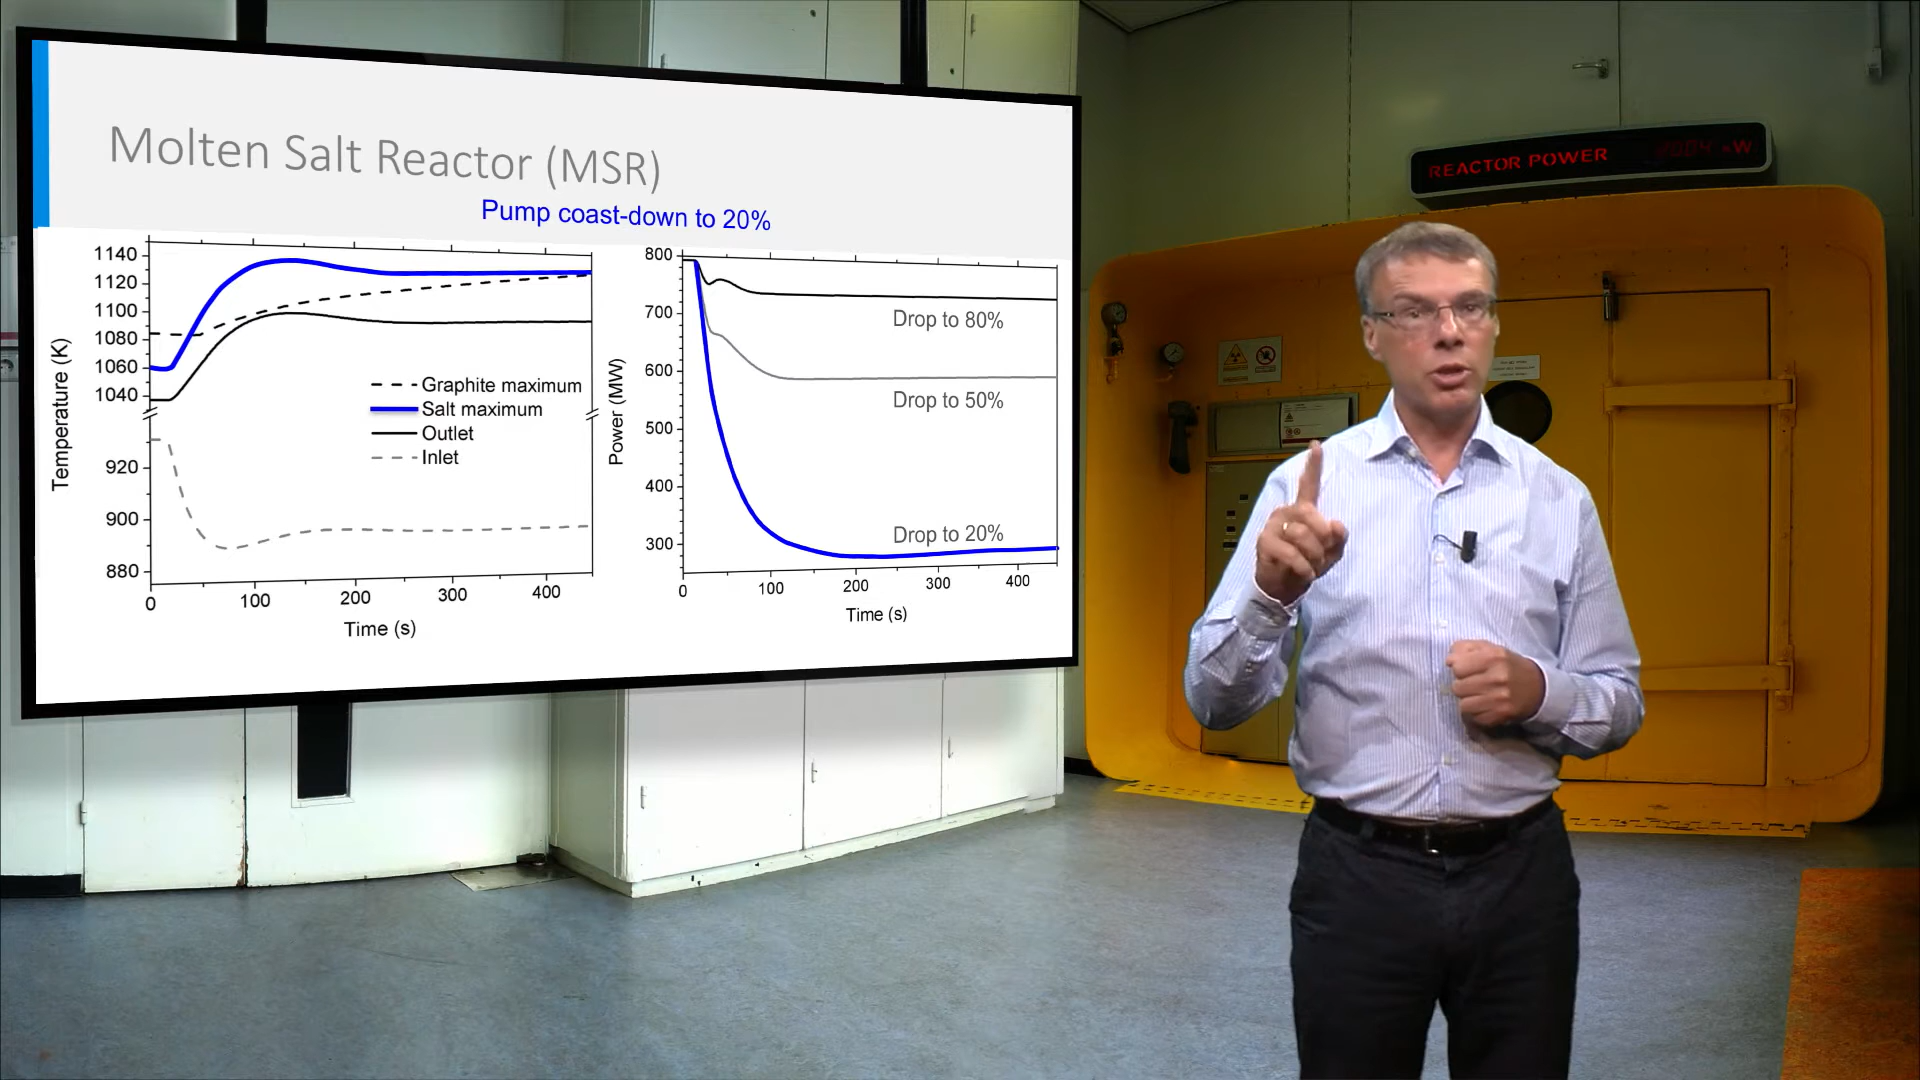 Molten Salt Reactor (MSR)
Pump coast-down to 20%
1140
1120
1100
1080
1060
1040
920
900
880
Temperature (K)
0
100
200
300
400
Time (s)
Graphite maximum
Salt maximum
Outlet
Inlet
800
700
600
500
400
300
Power (MW)
0
100
200
300
400
Time (s)
Drop to 80%
Drop to 50%
Drop to 20%
REACTOR POWER
kW